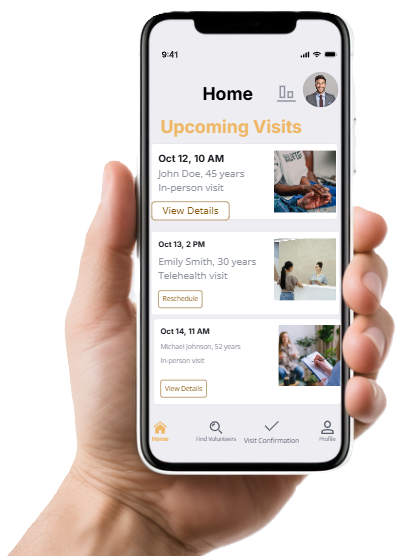 9:41
Home
Upcoming Visits
Oct 12, 10 AM
John Doe, 45 years
In-person visit
View Details
Oct 13, 2 PM
Emily Smith, 30 years
Telehealth visit
Reschedule
Oct 14, 11 AM
Michael Johnson, 52 years
In-person visit
View Details
Home
Find Volunteers
Visit Confirmation
Profile